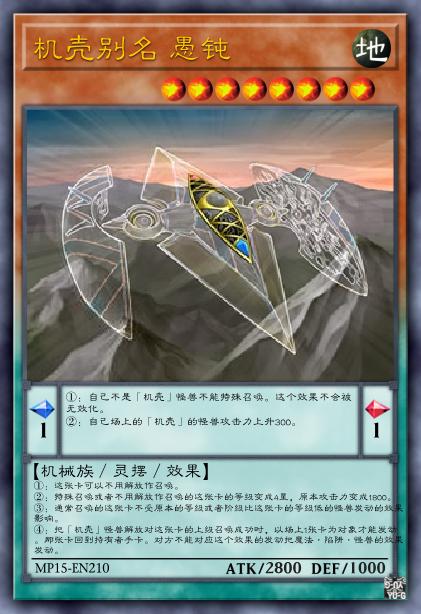 机壳别名 愚钝
地
①：自己不是「机壳」怪兽不能特殊召唤。这个效果不会被
无效化。
②：自己场上的「机壳」的怪兽攻击力上升300。
1
1
【机械族／灵摆／效果】
①：这张卡可以不用解放作召唤。
②：特殊召唤或者不用解放作召唤的这张卡的等级变成4星，原本攻击力变成1800。
③：通常召唤的这张卡不受原本的等级或者阶级比这张卡的等级低的怪兽发动的效果
影响。
④：把「机壳」怪兽解放对这张卡的上级召唤成功时，以场上1张卡为对象才能发动
。那张卡回到持有者手卡。对方不能对应这个效果的发动把魔法·陷阱·怪兽的效果
发动。
MP15-EN210
ATK/2800 DEF/1000